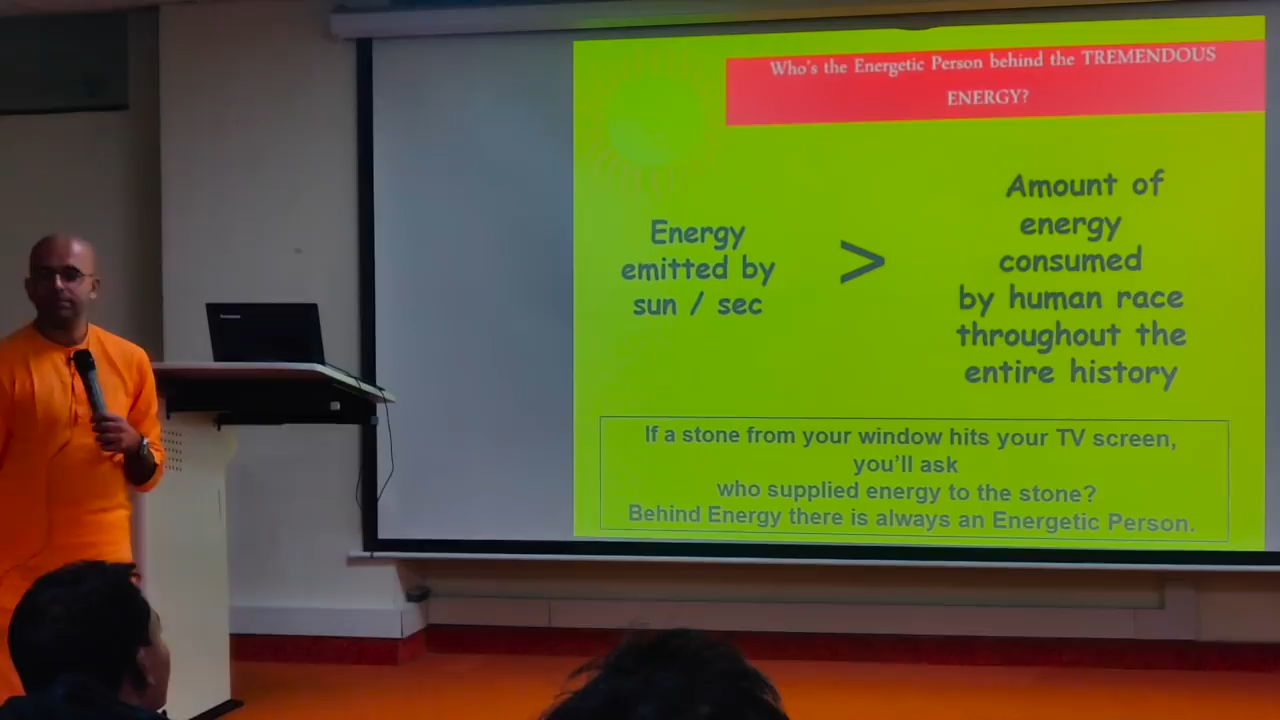 Who's the Energetic Person behind the TREMENDOUS
ENERGY?
Energy
emitted by
sun / sec
>
Amount of
energy
consumed
by human race
throughout the
entire history
If a stone from your window hits your TV screen,
you'll ask
who supplied energy to the stone?
Behind Energy there is always an Energetic Person.